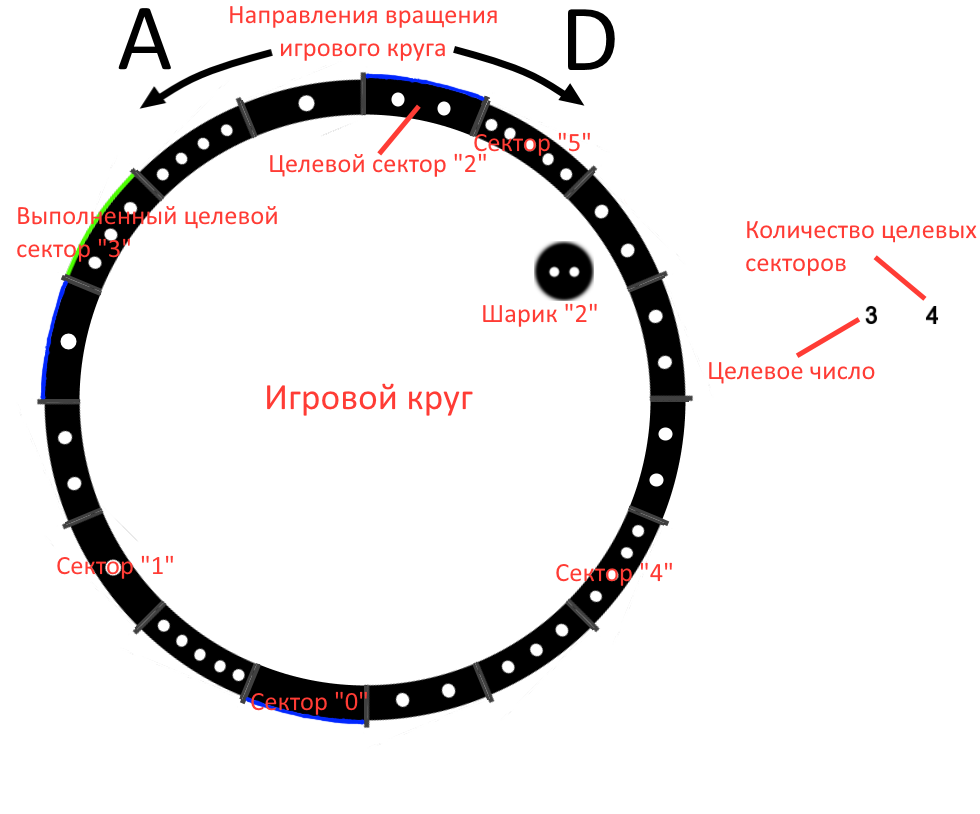 A
Направления вращения
игрового круга
D
Сектор "5"
Целевой сектор "2"
Выполненный целевой
сектор "3"
Количество целевых
секторов
Шарик "2"
3 4
Целевое число
Игровой круг
Сектор "1"
Сектор "4"
Сектор "0"